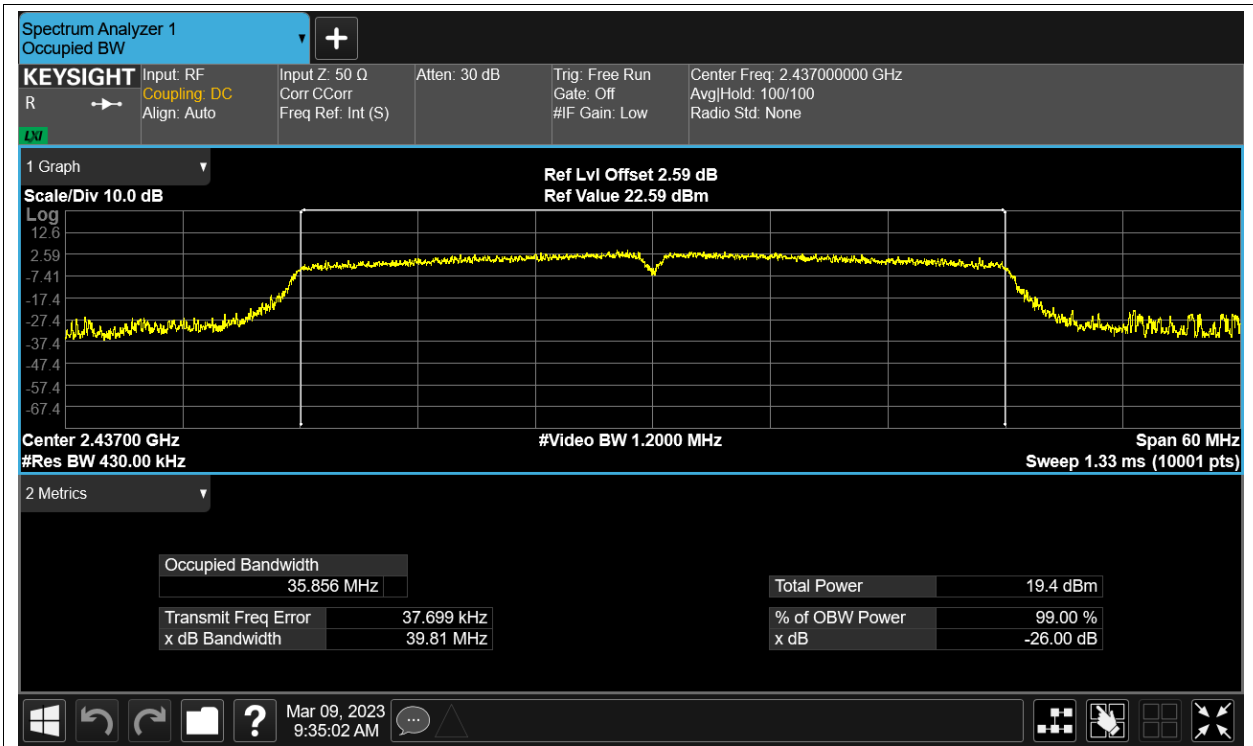 Spectrum Analyzer 1
Occupied BW
KEYSIGHT
R
LXI
Input: RF
Coupling: DC
Align: Auto
Input Z: 50 Ω
Corr CCorr
Freq Ref: Int (S)
Atten: 30 dB
Trig: Free Run
Gate: Off
#IF Gain: Low
Center Freq: 2.437000000 GHz
Avg|Hold: 100/100
Radio Std: None
1 Graph
Scale/Div 10.0 dB
Ref Lvl Offset 2.59 dB
Ref Value 22.59 dBm
Log
12.6
2.59
-7.41
-17.4
-27.4
-37.4
-47.4
-57.4
-67.4
Center 2.43700 GHz
#Video BW 1.2000 MHz
Span 60 MHz
#Res BW 430.00 kHz
Sweep 1.33 ms (10001 pts)
2 Metrics
Occupied Bandwidth
35.856 MHz
Transmit Freq Error 37.699 kHz
x dB Bandwidth 39.81 MHz
Total Power 19.4 dBm
% of OBW Power 99.00 %
x dB -26.00 dB
?
Mar 09, 2023
9:35:02 AM